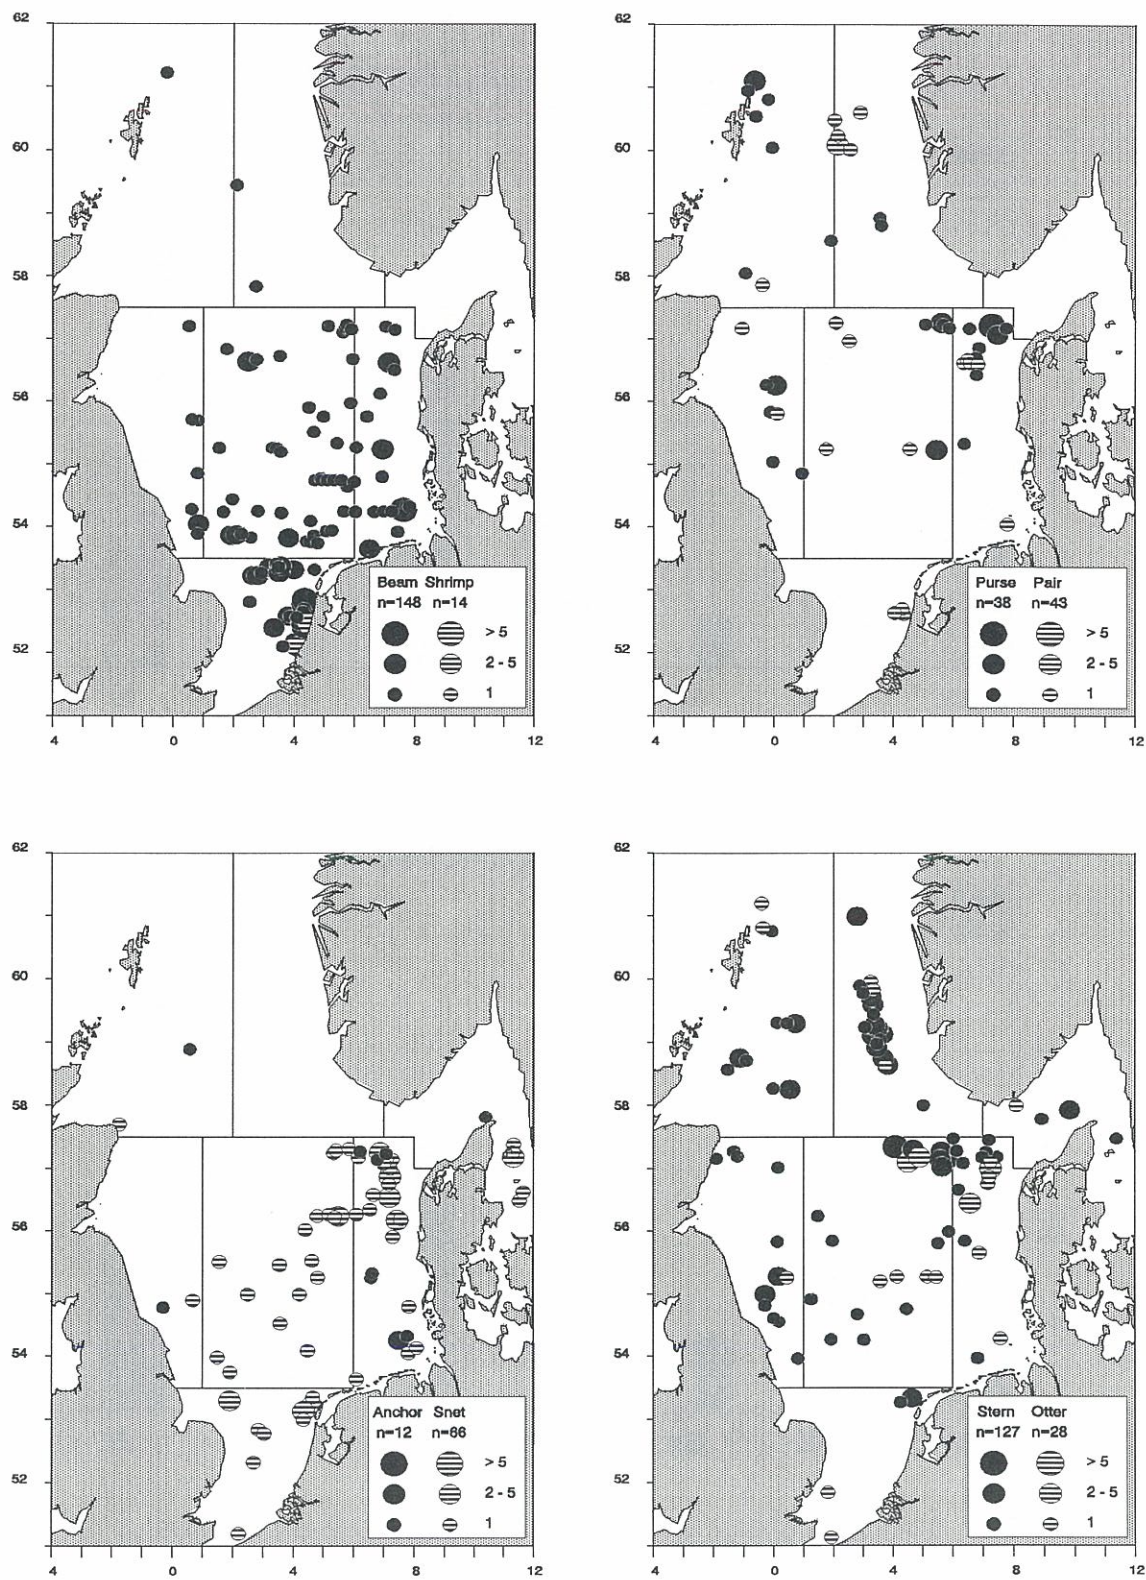 62
60
58
56
54
52
4 0 4 8 12
Beam Shrimp
n=148 n=14
> 5
2 - 5
1
62
60
58
56
54
52
4 0 4 8 12
Purse Pair
n=38 n=43
> 5
2 - 5
1
62
60
58
56
54
52
4 0 4 8 12
Anchor Snet
n=12 n=66
> 5
2 - 5
1
62
60
58
56
54
52
4 0 4 8 12
Stern Otter
n=127 n=28
> 5
2 - 5
1